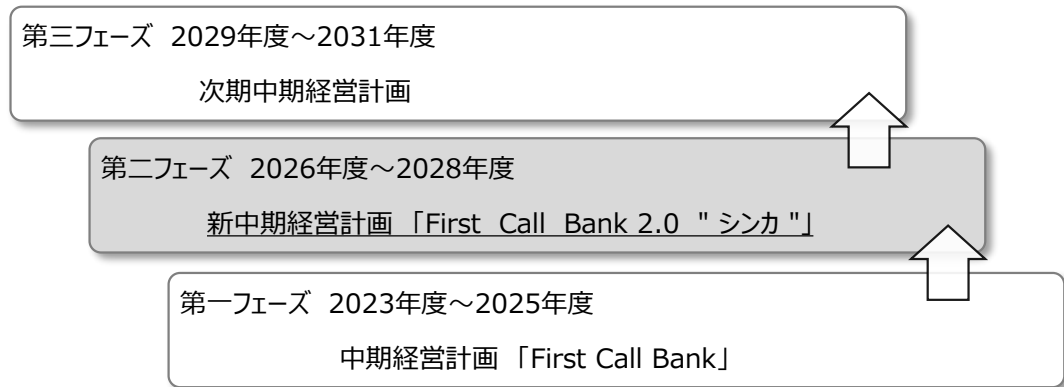 第三フェーズ 2029年度～2031年度
次期中期経営計画
第二フェーズ 2026年度～2028年度
新中期経営計画 「First Call Bank 2.0 " シンカ "」
第一フェーズ 2023年度～2025年度
中期経営計画 「First Call Bank」